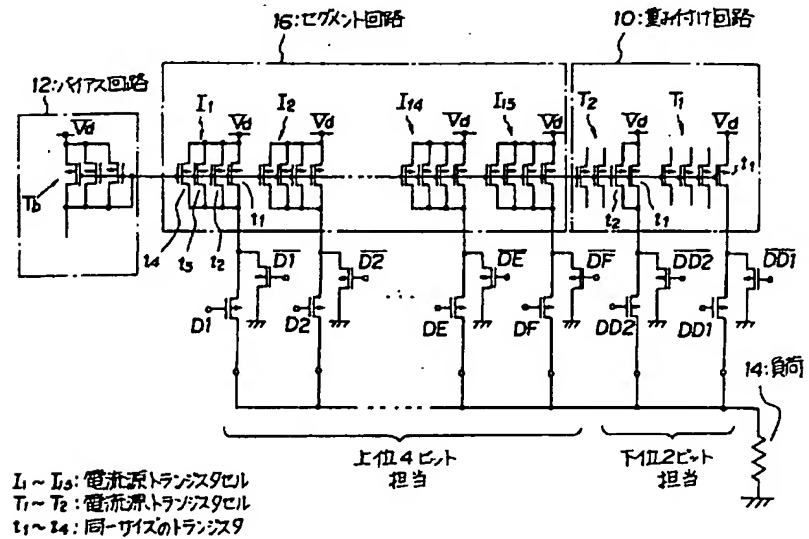 16:セグメント回路
10:重み付け回路
12:バイアス回路
I1 I2 I14 I15 T2 T1
Vd Vd Vd Vd Vd Vd Vd
Tb
t4 t3 t2 t1 t2 t1 t1
D1 D2 DE DF DD2 DD1
D1 D2 ... DE DF DD2 DD1
14:負荷
上位4ビット
担当
下位2ビット
担当
I1~I15:電流源トランジスタセル
T1~T2:電流源トランジスタセル
t1~t4:同一サイズのトランジスタ